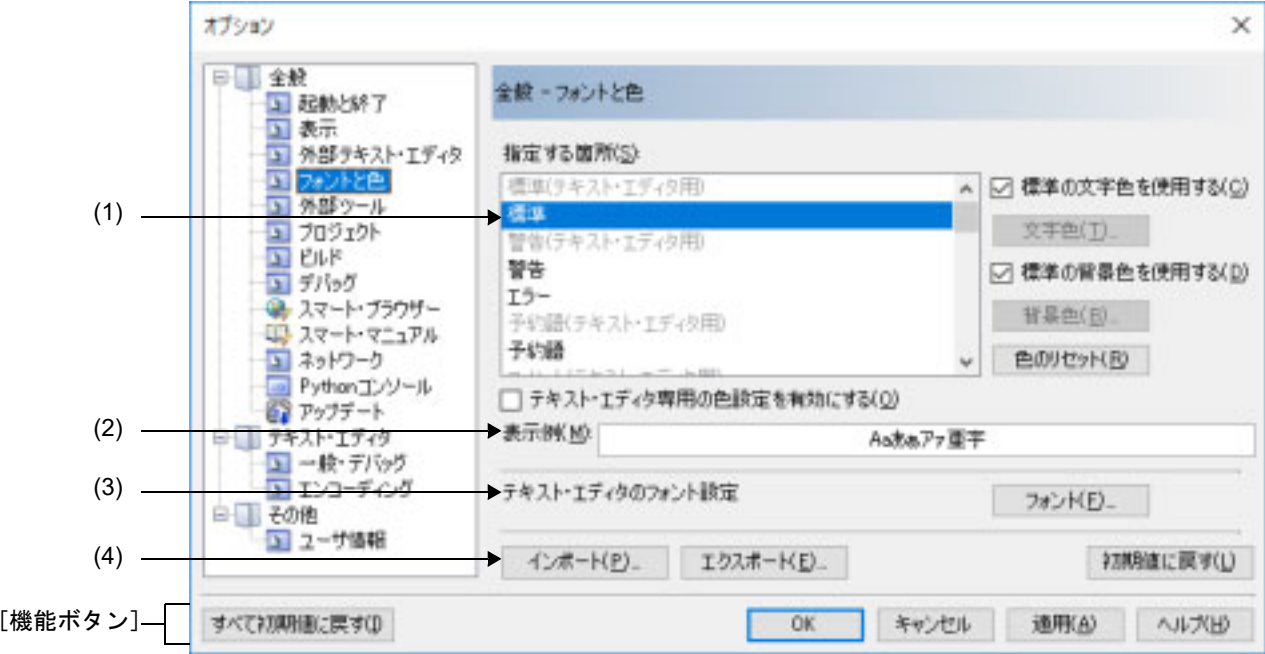 オプション
全般
起動と終了
表示
外部テキスト・エディタ
フォントと色
外部ツール
プロジェクト
ビルド
デバッグ
スマート・ブラウザー
スマート・マニュアル
ネットワーク
Pythonコンソール
アップデート
テキスト・エディタ
一般・デバッグ
エンコーディング
その他
ユーザ情報
全般 - フォントと色
指定する箇所(S):
標準(テキスト・エディタ用)
(1)
標準
警告(テキスト・エディタ用)
警告
エラー
予約語(テキスト・エディタ用)
予約語
標準の文字色を使用する(C)
文字色(T)...
標準の背景色を使用する(D)
背景色(B)...
色のリセット(R)
テキスト・エディタ専用の色設定を有効にする(O)
(2)
表示例(M): Aaあぁアァ亜宇
(3)
テキスト・エディタのフォント設定 フォント(F)...
(4)
インポート(P)... エクスポート(E)... 初期値に戻す(L)
[機能ボタン]
すべて初期値に戻す(I) OK キャンセル 適用(A) ヘルプ(H)